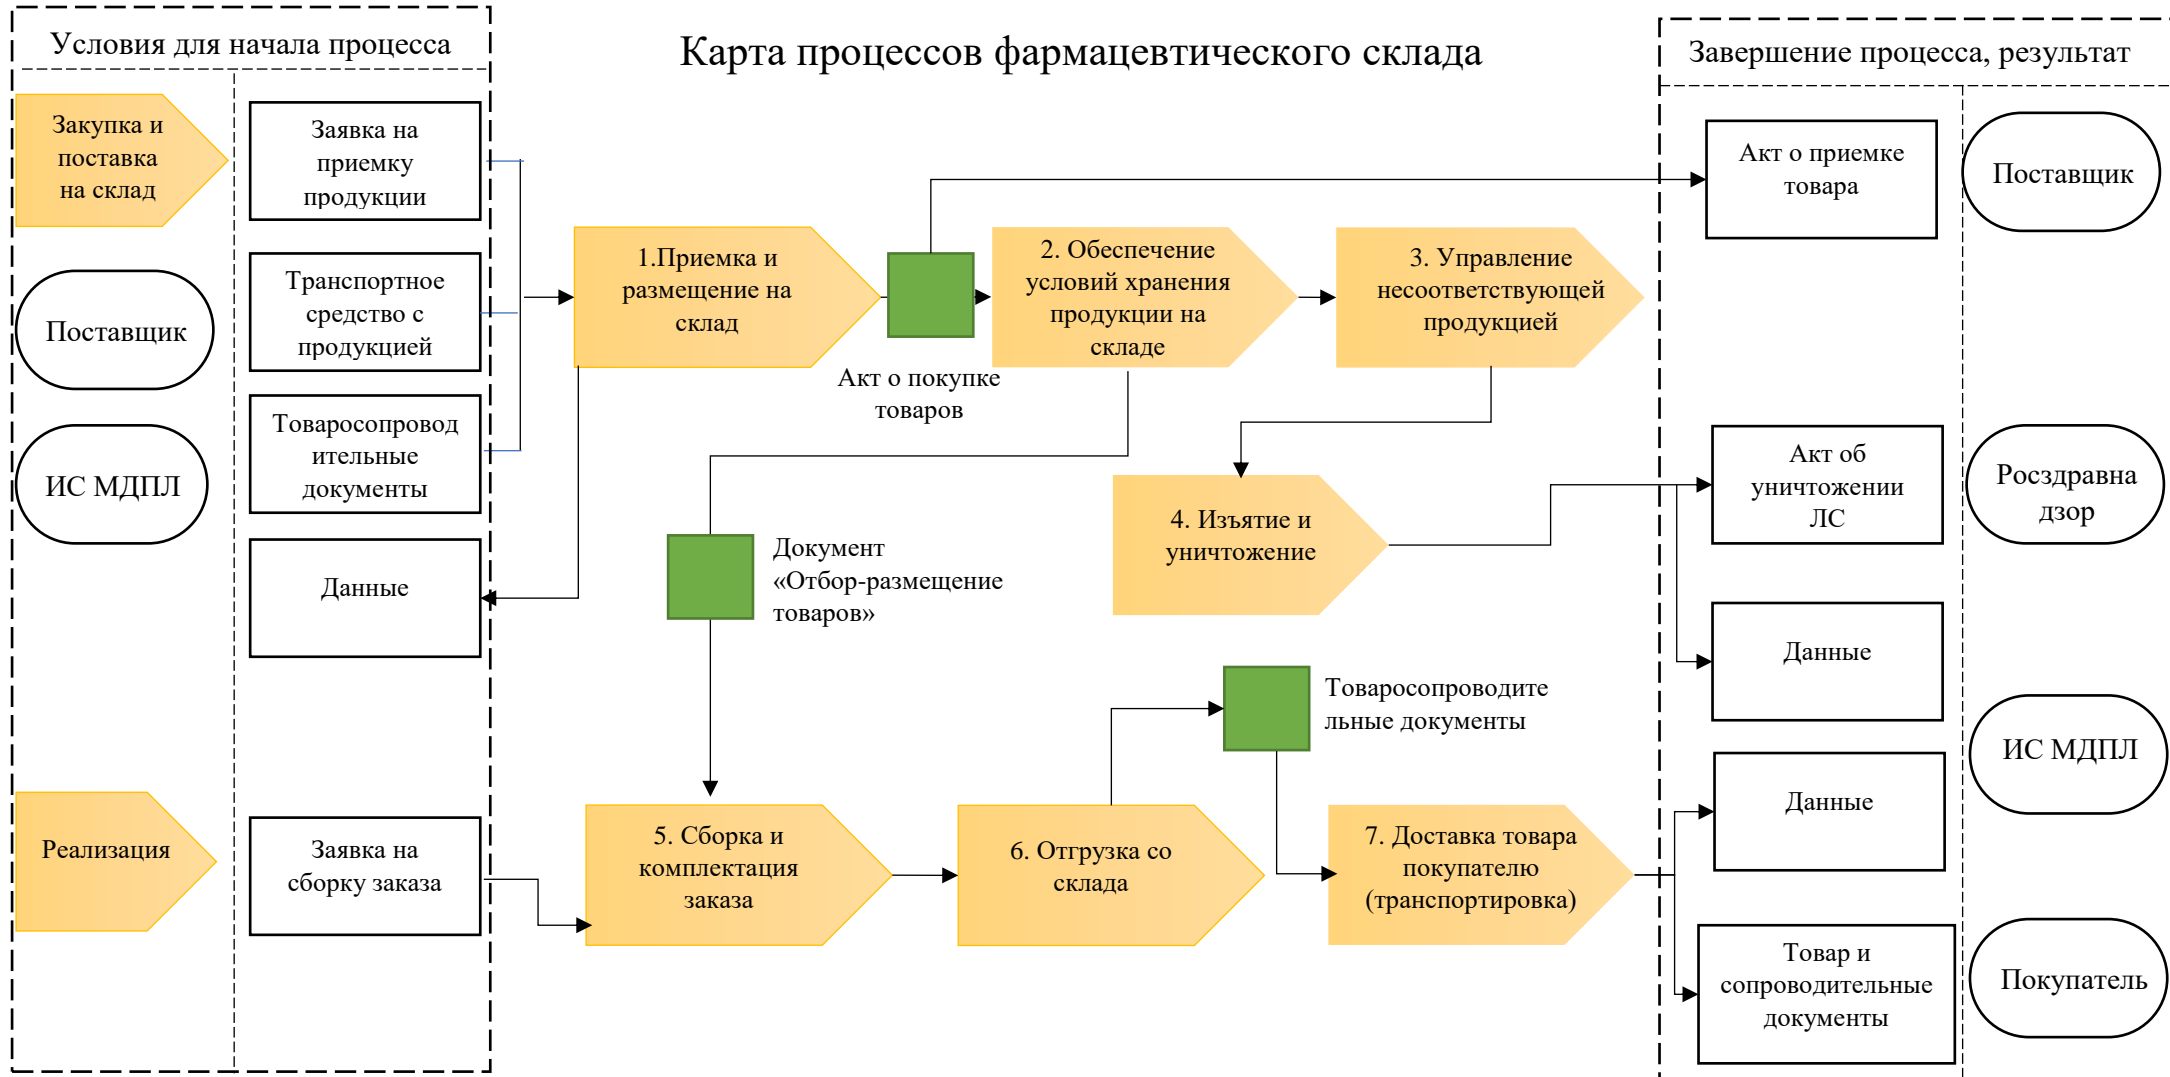 Условия для начала процесса
Карта процессов фармацевтического склада
Завершение процесса, результат
Закупка и
поставка
на склад
Заявка на
приемку
продукции
Поставщик
Транспортное
средство с
продукцией
ИС МДПЛ
Товаросопровод
ительные
документы
Данные
Реализация
Заявка на
сборку заказа
1.Приемка и
размещение на
склад
Акт о покупке
товаров
2. Обеспечение
условий хранения
продукции на
складе
3. Управление
несоответствующей
продукцией
4. Изъятие и
уничтожение
Документ
«Отбор-размещение
товаров»
Товаросопроводите
льные документы
5. Сборка и
комплектация
заказа
6. Отгрузка со
склада
7. Доставка товара
покупателю
(транспортировка)
Акт о приемке
товара
Поставщик
Акт об
уничтожении
ЛС
Росздравна
дзор
Данные
ИС МДПЛ
Данные
Товар и
сопроводительные
документы
Покупатель